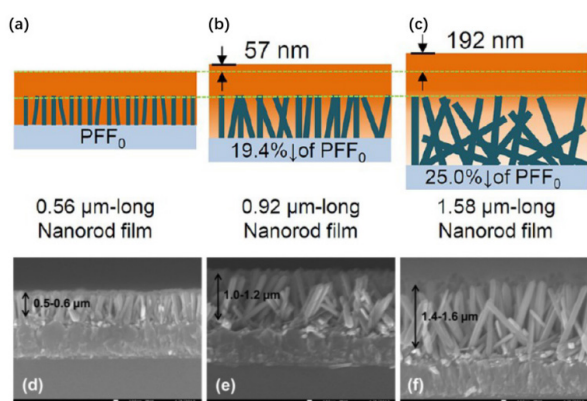 (a)
(b)
(c)
57 nm
192 nm
PFF₀
19.4%↓of PFF₀
25.0%↓of PFF₀
0.56 µm-long
Nanorod film
0.92 µm-long
Nanorod film
1.58 µm-long
Nanorod film
0.5-0.6 µm
1.0-1.2 µm
1.4-1.6 µm
(d)
(e)
(f)